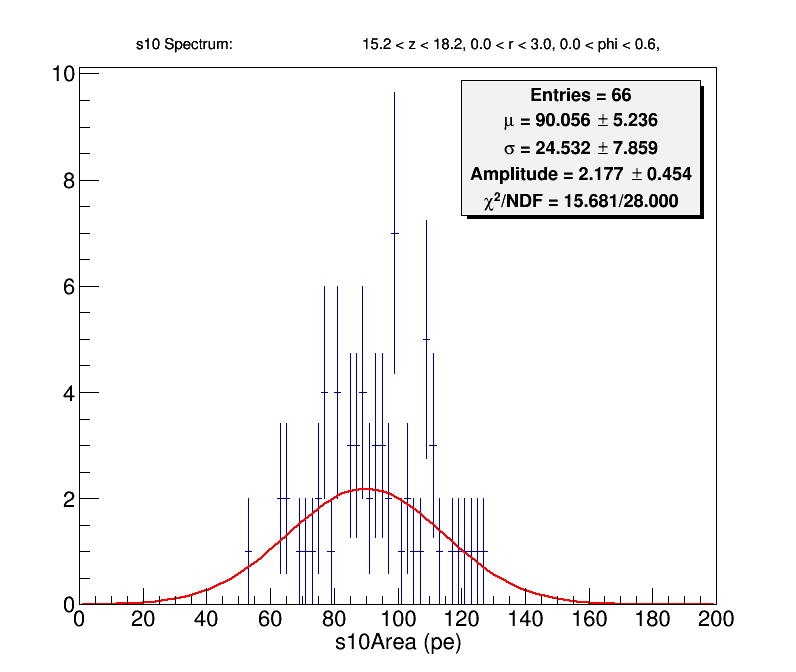 s10 Spectrum: 15.2 < z < 18.2, 0.0 < r < 3.0, 0.0 < phi < 0.6,
Entries = 66
μ = 90.056 ± 5.236
σ = 24.532 ± 7.859
Amplitude = 2.177 ± 0.454
χ²/NDF = 15.681/28.000
10
8
6
4
2
0
0 20 40 60 80 100 120 140 160 180 200
s10Area (pe)